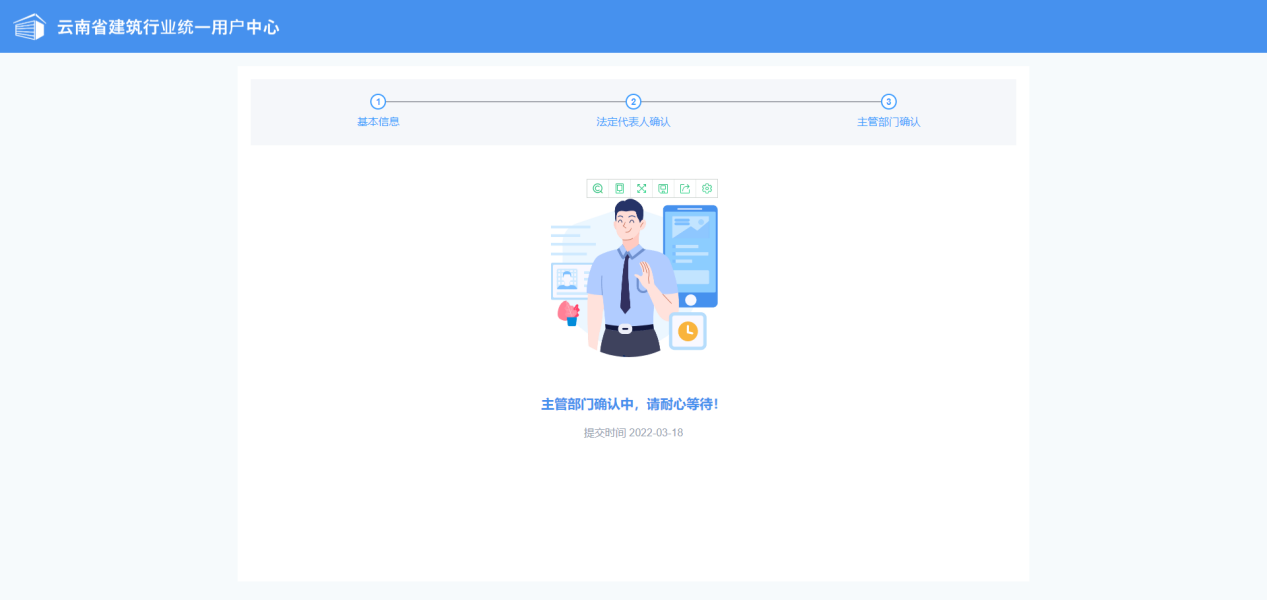 云南省建筑行业统一用户中心
1
2
3
基本信息
法定代表人确认
主管部门确认
主管部门确认中，请耐心等待！
提交时间 2022-03-18